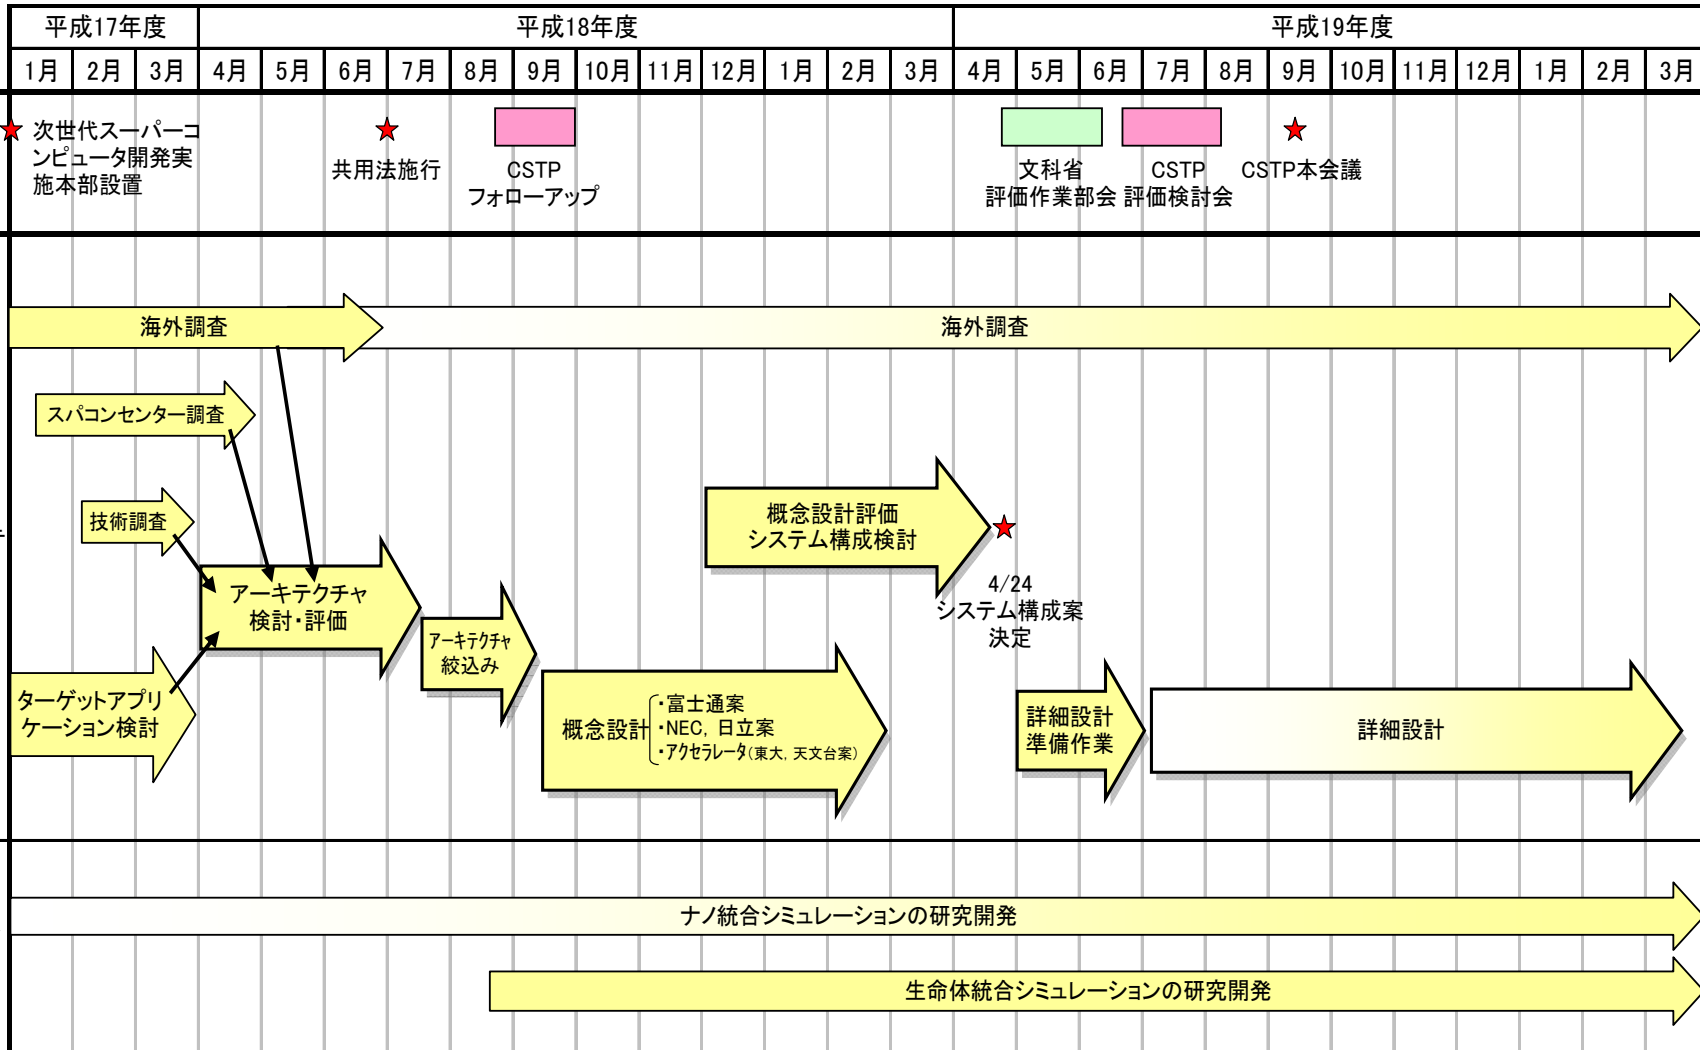 平成17年度 平成18年度 平成19年度
1月 2月 3月 4月 5月 6月 7月 8月 9月 10月 11月 12月 1月 2月 3月 4月 5月 6月 7月 8月 9月 10月 11月 12月 1月 2月 3月
次世代スーパーコ
ンピュータ開発実
施本部設置
共用法施行
CSTP
フォローアップ
文科省
評価作業部会
CSTP
評価検討会
CSTP本会議
海外調査
海外調査
スパコンセンター調査
技術調査
アーキテクチャ
検討・評価
ターゲットアプリ
ケーション検討
アーキテクチャ
絞込み
概念設計
・富士通案
・NEC, 日立案
・アクセラレータ(東大, 天文台案)
概念設計評価
システム構成検討
4/24
システム構成案
決定
詳細設計
準備作業
詳細設計
ナノ統合シミュレーションの研究開発
生命体統合シミュレーションの研究開発